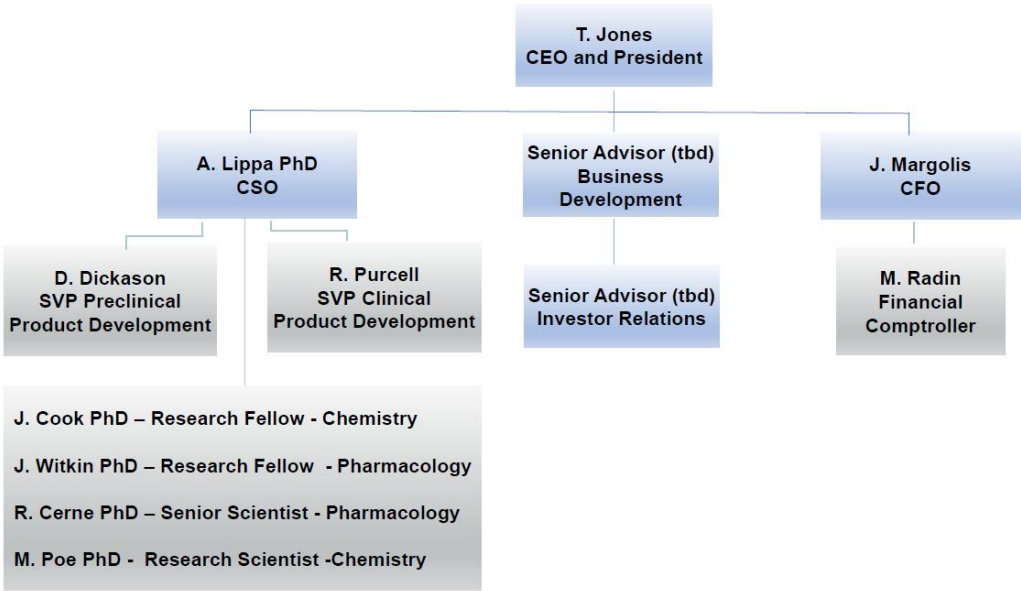 T. Jones
CEO and President
A. Lippa PhD
CSO
Senior Advisor (tbd)
Business
Development
J. Margolis
CFO
D. Dickason
SVP Preclinical
Product Development
R. Purcell
SVP Clinical
Product Development
Senior Advisor (tbd)
Investor Relations
M. Radin
Financial
Comptroller
J. Cook PhD – Research Fellow - Chemistry
J. Witkin PhD – Research Fellow - Pharmacology
R. Cerne PhD – Senior Scientist - Pharmacology
M. Poe PhD - Research Scientist -Chemistry